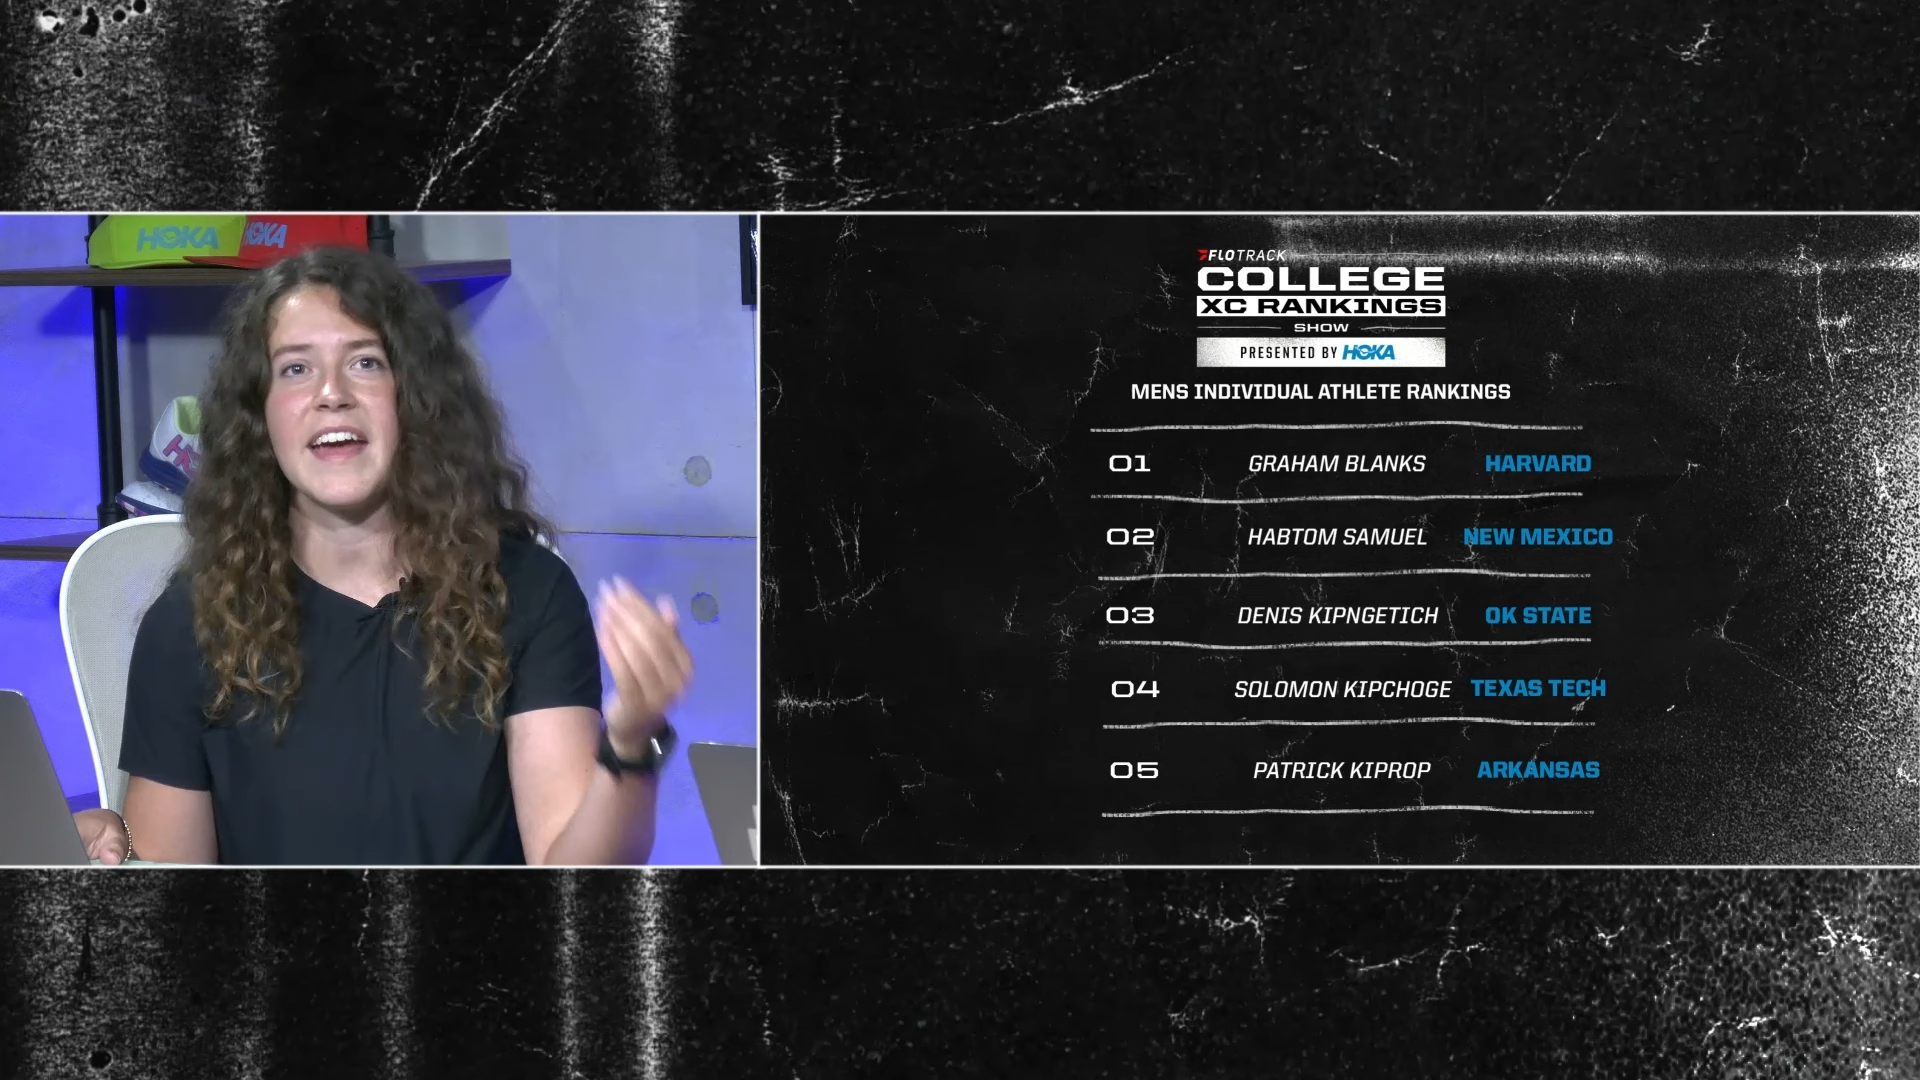 HOKA
HOKA
FLOTRACK
COLLEGE
XC RANKINGS
SHOW
PRESENTED BY HOKA
MENS INDIVIDUAL ATHLETE RANKINGS
01 GRAHAM BLANKS HARVARD
02 HABTOM SAMUEL NEW MEXICO
03 DENIS KIPNGETICH OK STATE
04 SOLOMON KIPCHOGE TEXAS TECH
05 PATRICK KIPROP ARKANSAS